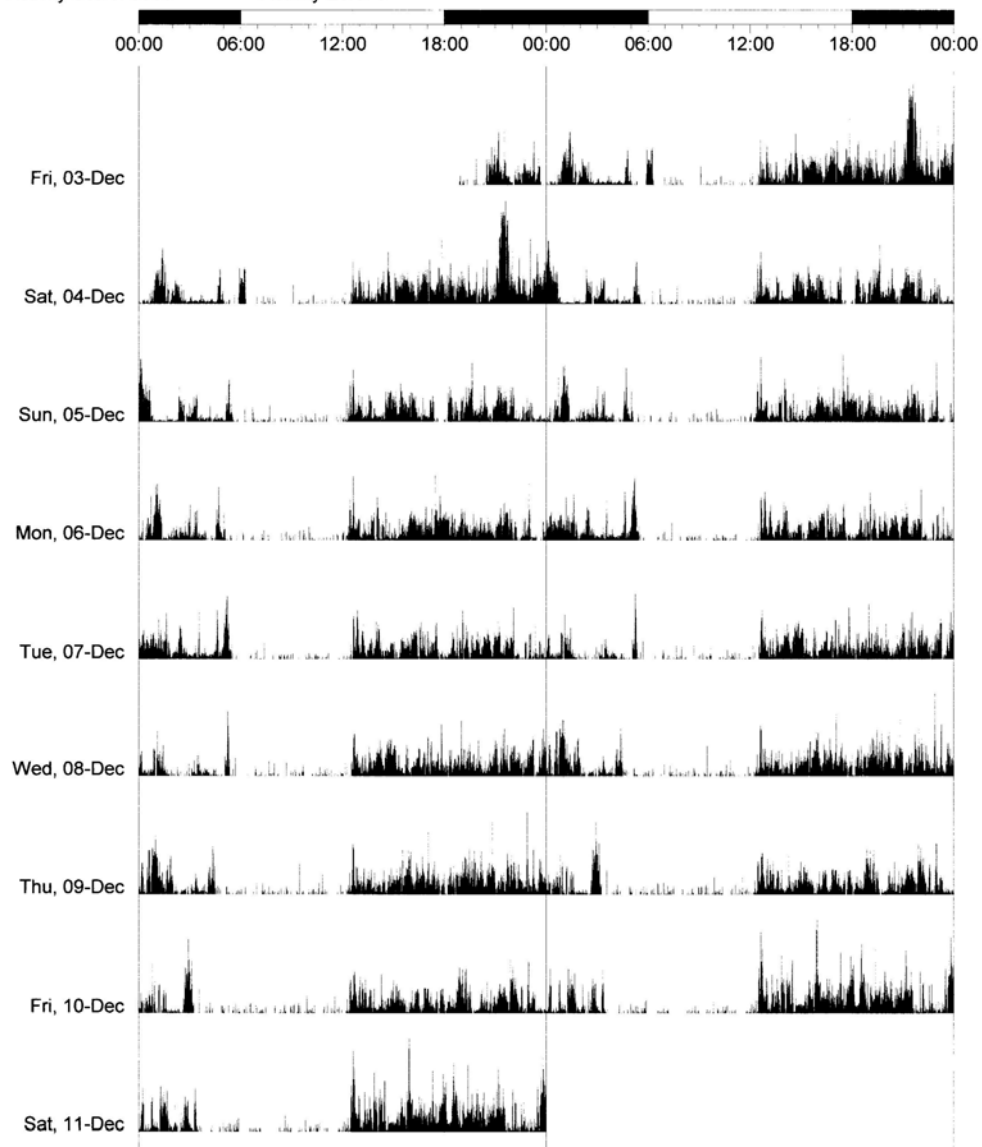 00:00 06:00 12:00 18:00 00:00 06:00 12:00 18:00 00:00
Fri, 03-Dec
Sat, 04-Dec
Sun, 05-Dec
Mon, 06-Dec
Tue, 07-Dec
Wed, 08-Dec
Thu, 09-Dec
Fri, 10-Dec
Sat, 11-Dec